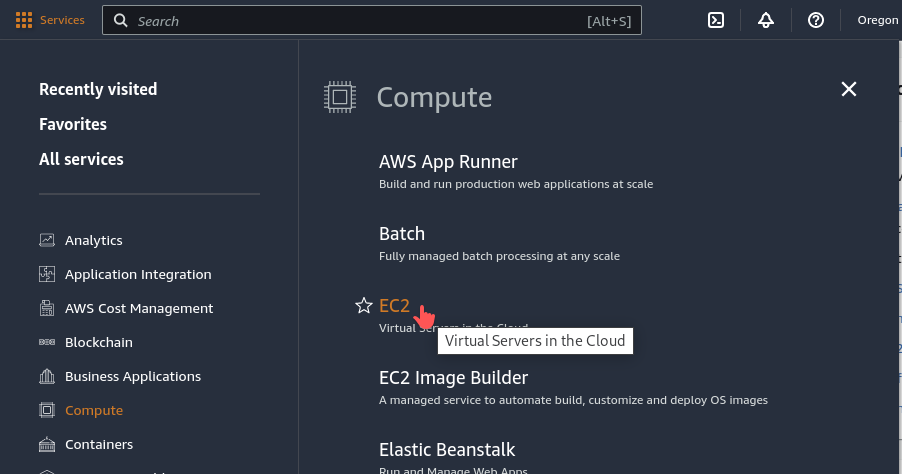 Services
Search
[Alt+S]
Oregon
Recently visited
Favorites
All services
Analytics
Application Integration
AWS Cost Management
Blockchain
Business Applications
Compute
Containers
Compute
AWS App Runner
Build and run production web applications at scale
Batch
Fully managed batch processing at any scale
EC2
Virtual Servers in the Cloud
Virtual Servers in the Cloud
EC2 Image Builder
A managed service to automate build, customize and deploy OS images
Elastic Beanstalk
Run and Manage Web Apps